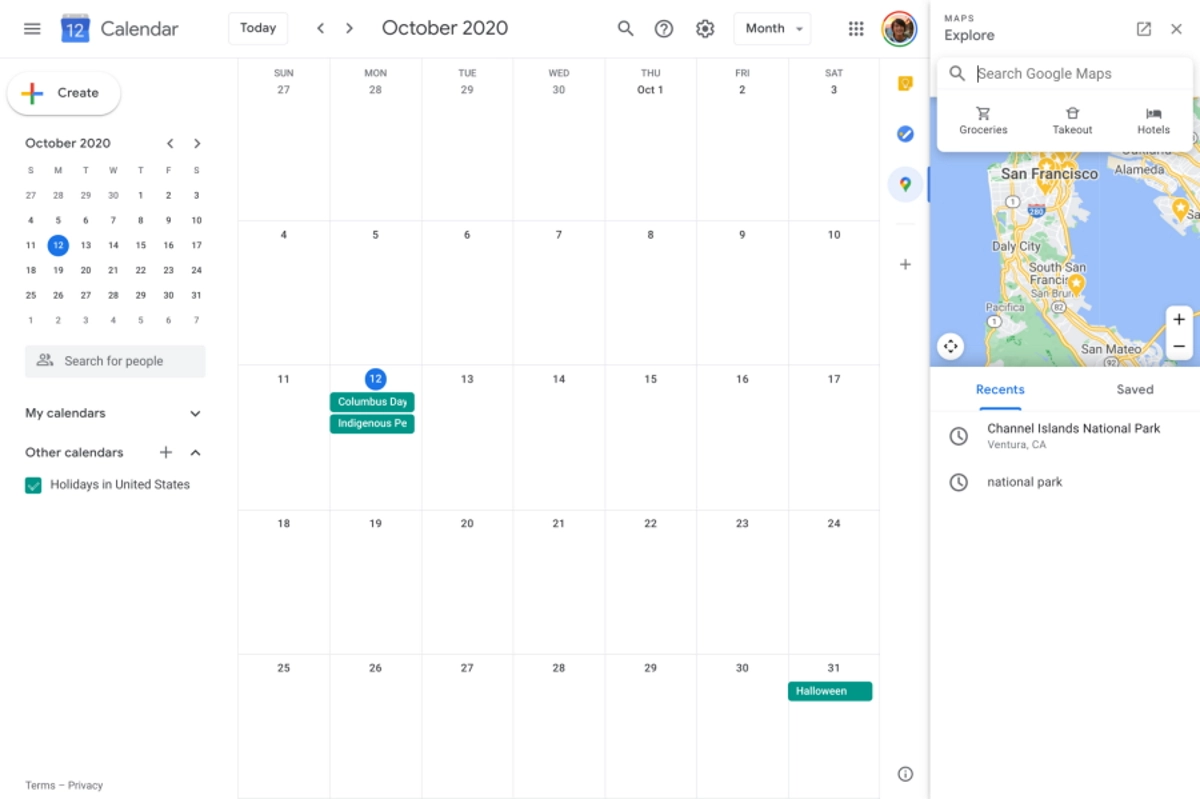 12
Calendar
Today
October 2020
Month
Create
October 2020
S M T W T F S
27 28 29 30 1 2 3
4 5 6 7 8 9 10
11 12 13 14 15 16 17
18 19 20 21 22 23 24
25 26 27 28 29 30 31
1 2 3 4 5 6 7
Search for people
My calendars
Other calendars
Holidays in United States
Terms – Privacy
SUN MON TUE WED THU FRI SAT
27 28 29 30 Oct 1 2 3
4 5 6 7 8 9 10
11 12 13 14 15 16 17
Columbus Day
Indigenous Pe
18 19 20 21 22 23 24
25 26 27 28 29 30 31
Halloween
MAPS
Explore
Search Google Maps
Groceries Takeout Hotels
Alameda
San Francisco
1
280
Daly City
South San
Francis
San Brun
82
Pacifica
1
San Mateo
92
Recents Saved
Channel Islands National Park
Ventura, CA
national park